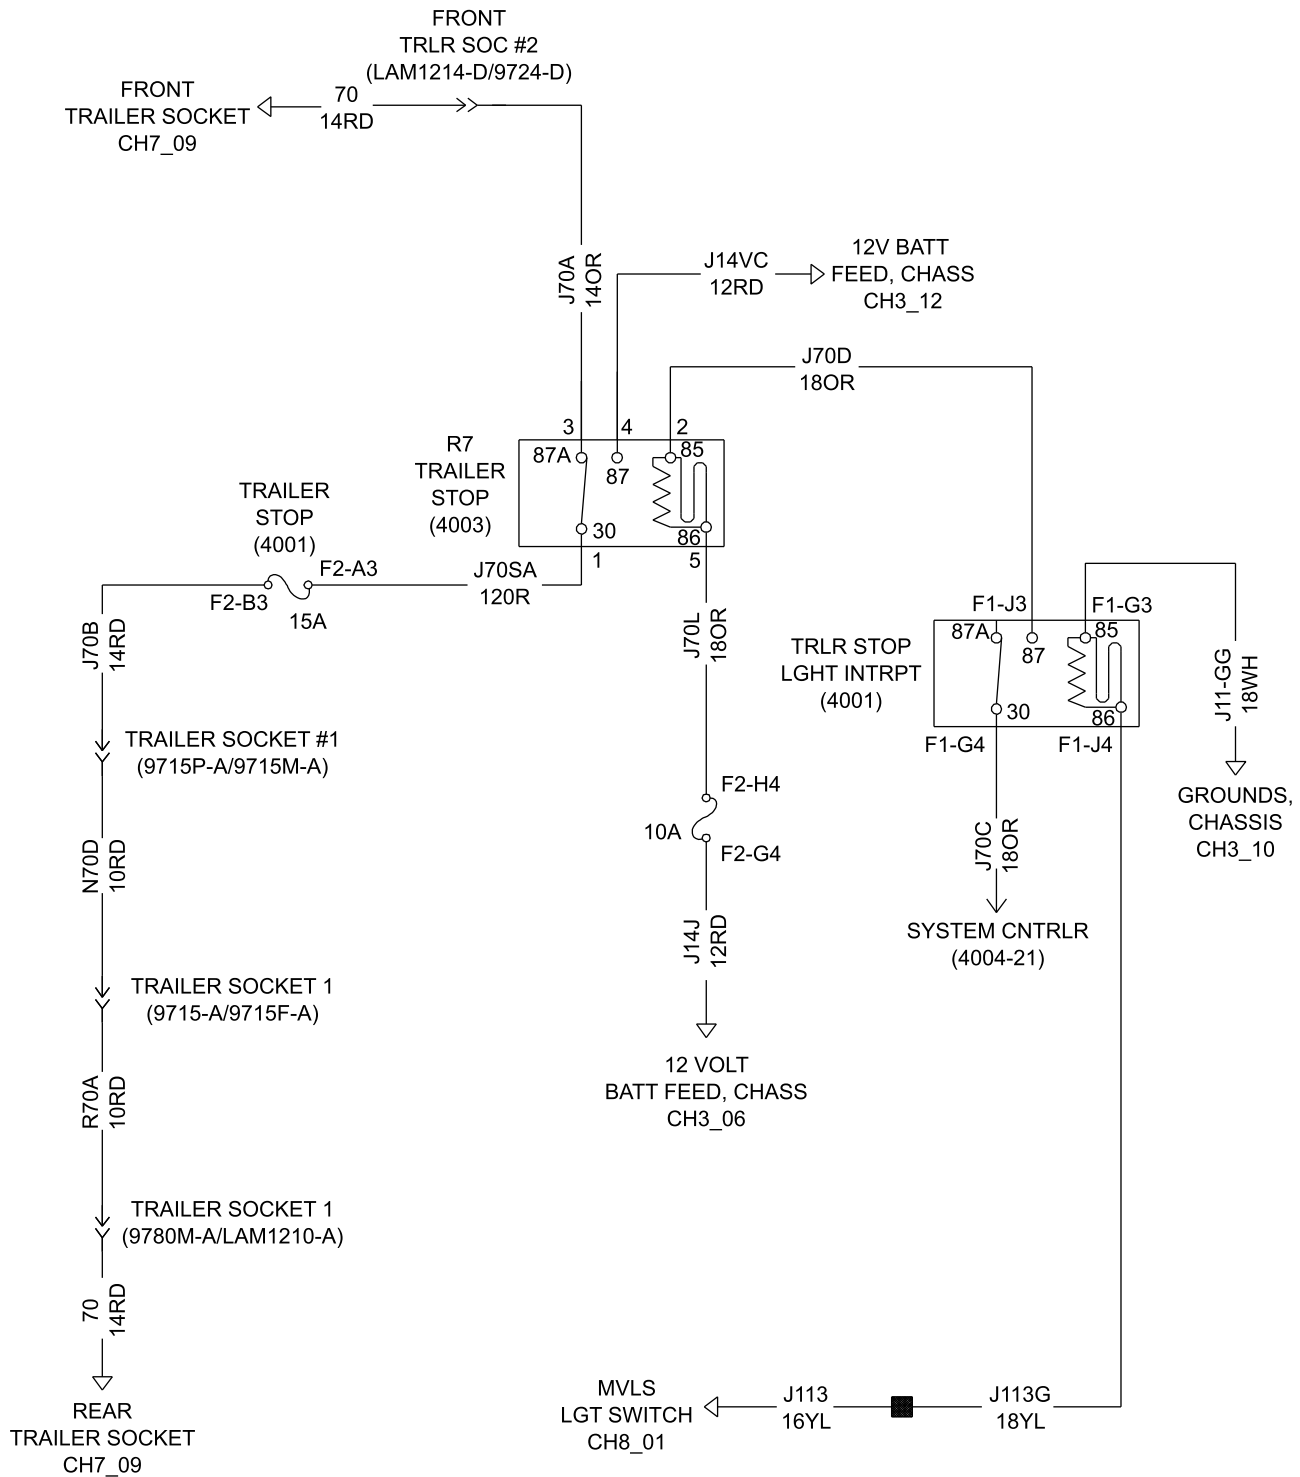 FRONT
TRLR SOC #2
(LAM1214-D/9724-D)
FRONT
TRAILER SOCKET
CH7_09
70
14RD
J70A
14OR
J14VC
12RD
12V BATT
FEED, CHASS
CH3_12
J70D
18OR
3
4
2
R7
TRAILER
STOP
(4003)
87A
87
85
30
86
1
5
TRAILER
STOP
(4001)
F2-A3
F2-B3
15A
J70SA
120R
J70B
14RD
J70L
18OR
F1-J3
F1-G3
TRLR STOP
LGHT INTRPT
(4001)
87A
87
85
30
86
F1-G4
F1-J4
J11-GG
18WH
GROUNDS,
CHASSIS
CH3_10
TRAILER SOCKET #1
(9715P-A/9715M-A)
N70D
10RD
F2-H4
10A
F2-G4
J70C
18OR
SYSTEM CNTRLR
(4004-21)
J14J
12RD
12 VOLT
BATT FEED, CHASS
CH3_06
TRAILER SOCKET 1
(9715-A/9715F-A)
R70A
10RD
TRAILER SOCKET 1
(9780M-A/LAM1210-A)
70
14RD
REAR
TRAILER SOCKET
CH7_09
MVLS
LGT SWITCH
CH8_01
J113
16YL
J113G
18YL